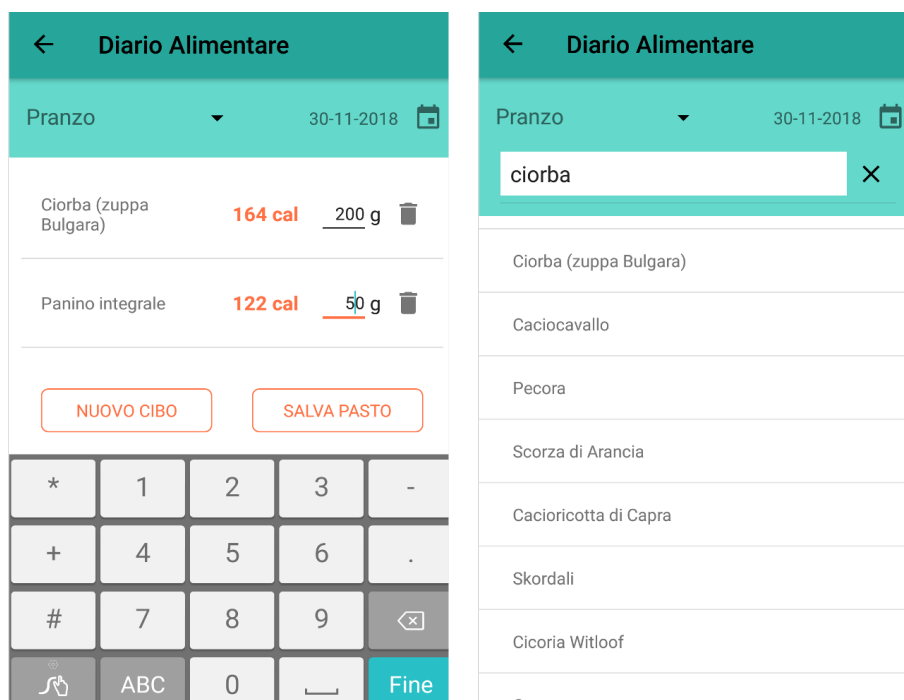 Diario Alimentare
Pranzo 30-11-2018
Ciorba (zuppa
Bulgara) 164 cal 200 g
Panino integrale 122 cal 50 g
NUOVO CIBO SALVA PASTO
* 1 2 3 -
+ 4 5 6 .
# 7 8 9
ABC 0 Fine
Diario Alimentare
Pranzo 30-11-2018
ciorba
Ciorba (zuppa Bulgara)
Caciocavallo
Pecora
Scorza di Arancia
Cacioricotta di Capra
Skordali
Cicoria Witloof